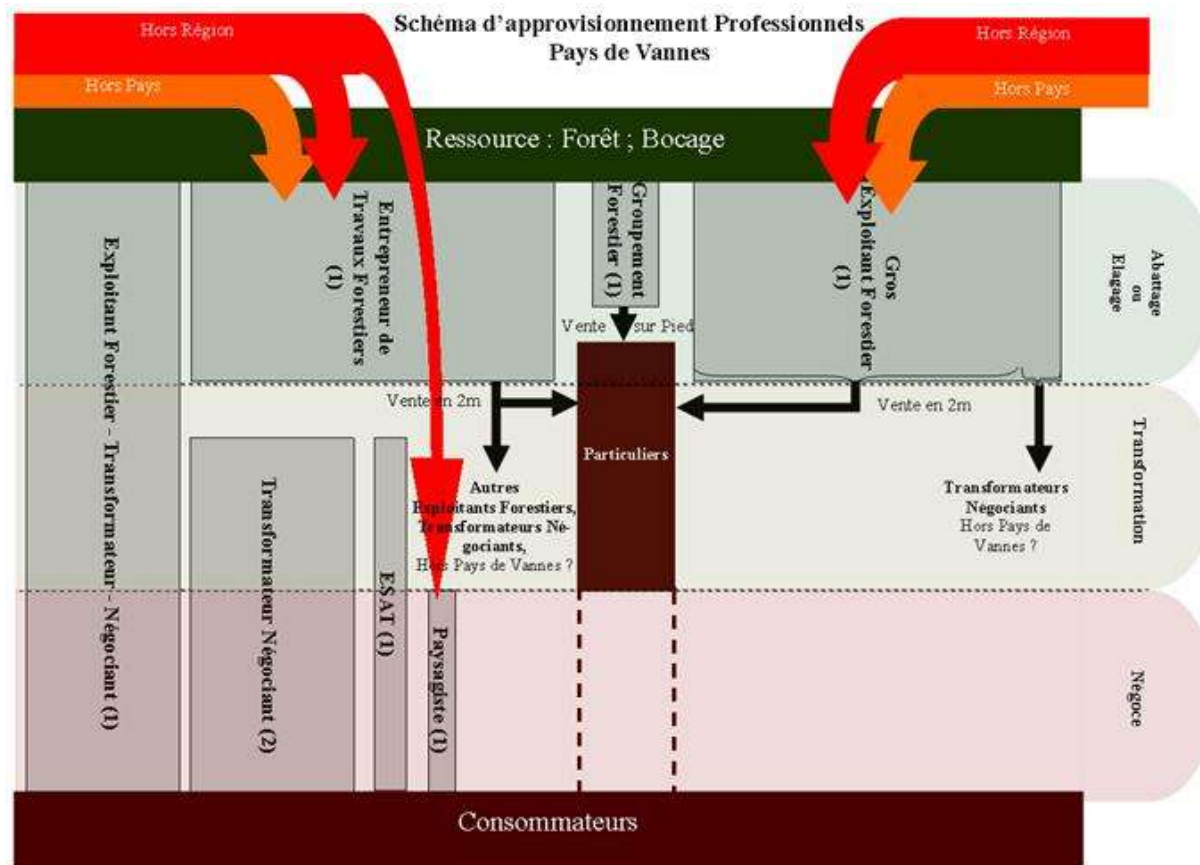 Schéma d'approvisionnement Professionnels
Pays de Vannes
Hors Région
Hors Pays
Hors Région
Hors Pays
Ressource : Forêt ; Bocage
Exploitant Forestier - Transformateur - Négociant (1)
Entrepreneur de
Travaux Forestiers
(1)
Groupement
Forestier (1)
Gros
Exploitant Forestier
(1)
Abattage
ou
Elagage
Vente sur Pied
Vente en 2m
Vente en 2m
Particuliers
Autres
Exploitants Forestiers,
Transformateurs Né-
gociants,
Hors Pays de Vannes ?
Transformateurs
Négociants
Hors Pays de
Vannes ?
Transformation
Transformateur Négociant (2)
ESAT (1)
Paysagiste (1)
Négoce
Consommateurs